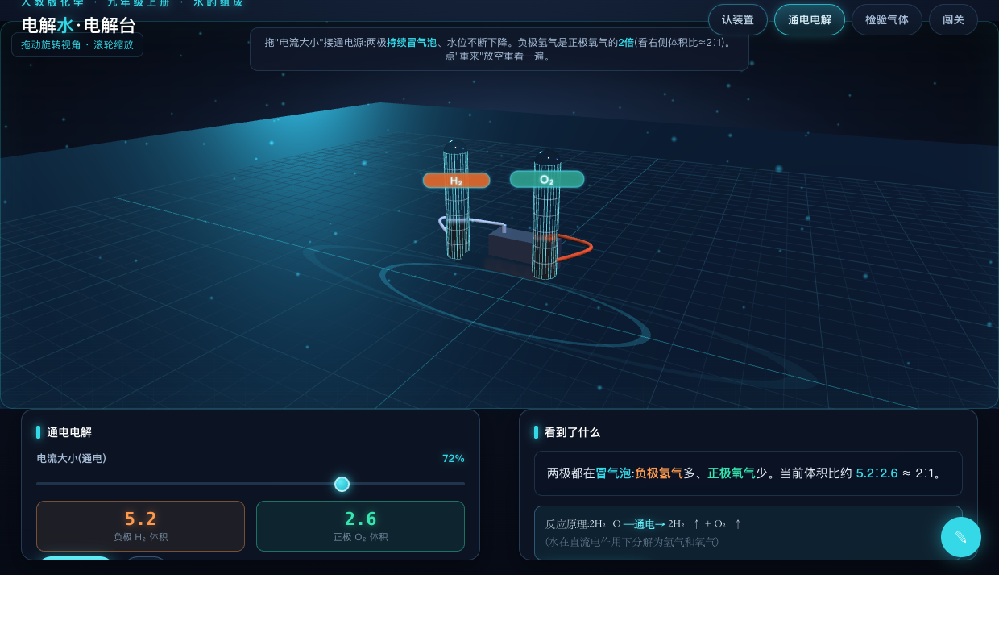 人教版化学 · 九年级上册 · 水的组成
电解水·电解台
拖动旋转视角 · 滚轮缩放
认装置
通电电解
检验气体
闯关
拖"电流大小"接通电源:两极持续冒气泡、水位不断下降。负极氢气是正极氧气的2倍(看右侧体积比≈2∶1)。
点"重来"放空重看一遍。
H₂
O₂
通电电解
电流大小(通电)
72%
5.2
负极 H₂ 体积
2.6
正极 O₂ 体积
看到了什么
两极都在冒气泡:负极氢气多、正极氧气少。当前体积比约 5.2∶2.6 ≈ 2∶1。
反应原理:2H₂ O —通电→ 2H₂ ↑ + O₂ ↑
(水在直流电作用下分解为氢气和氧气)